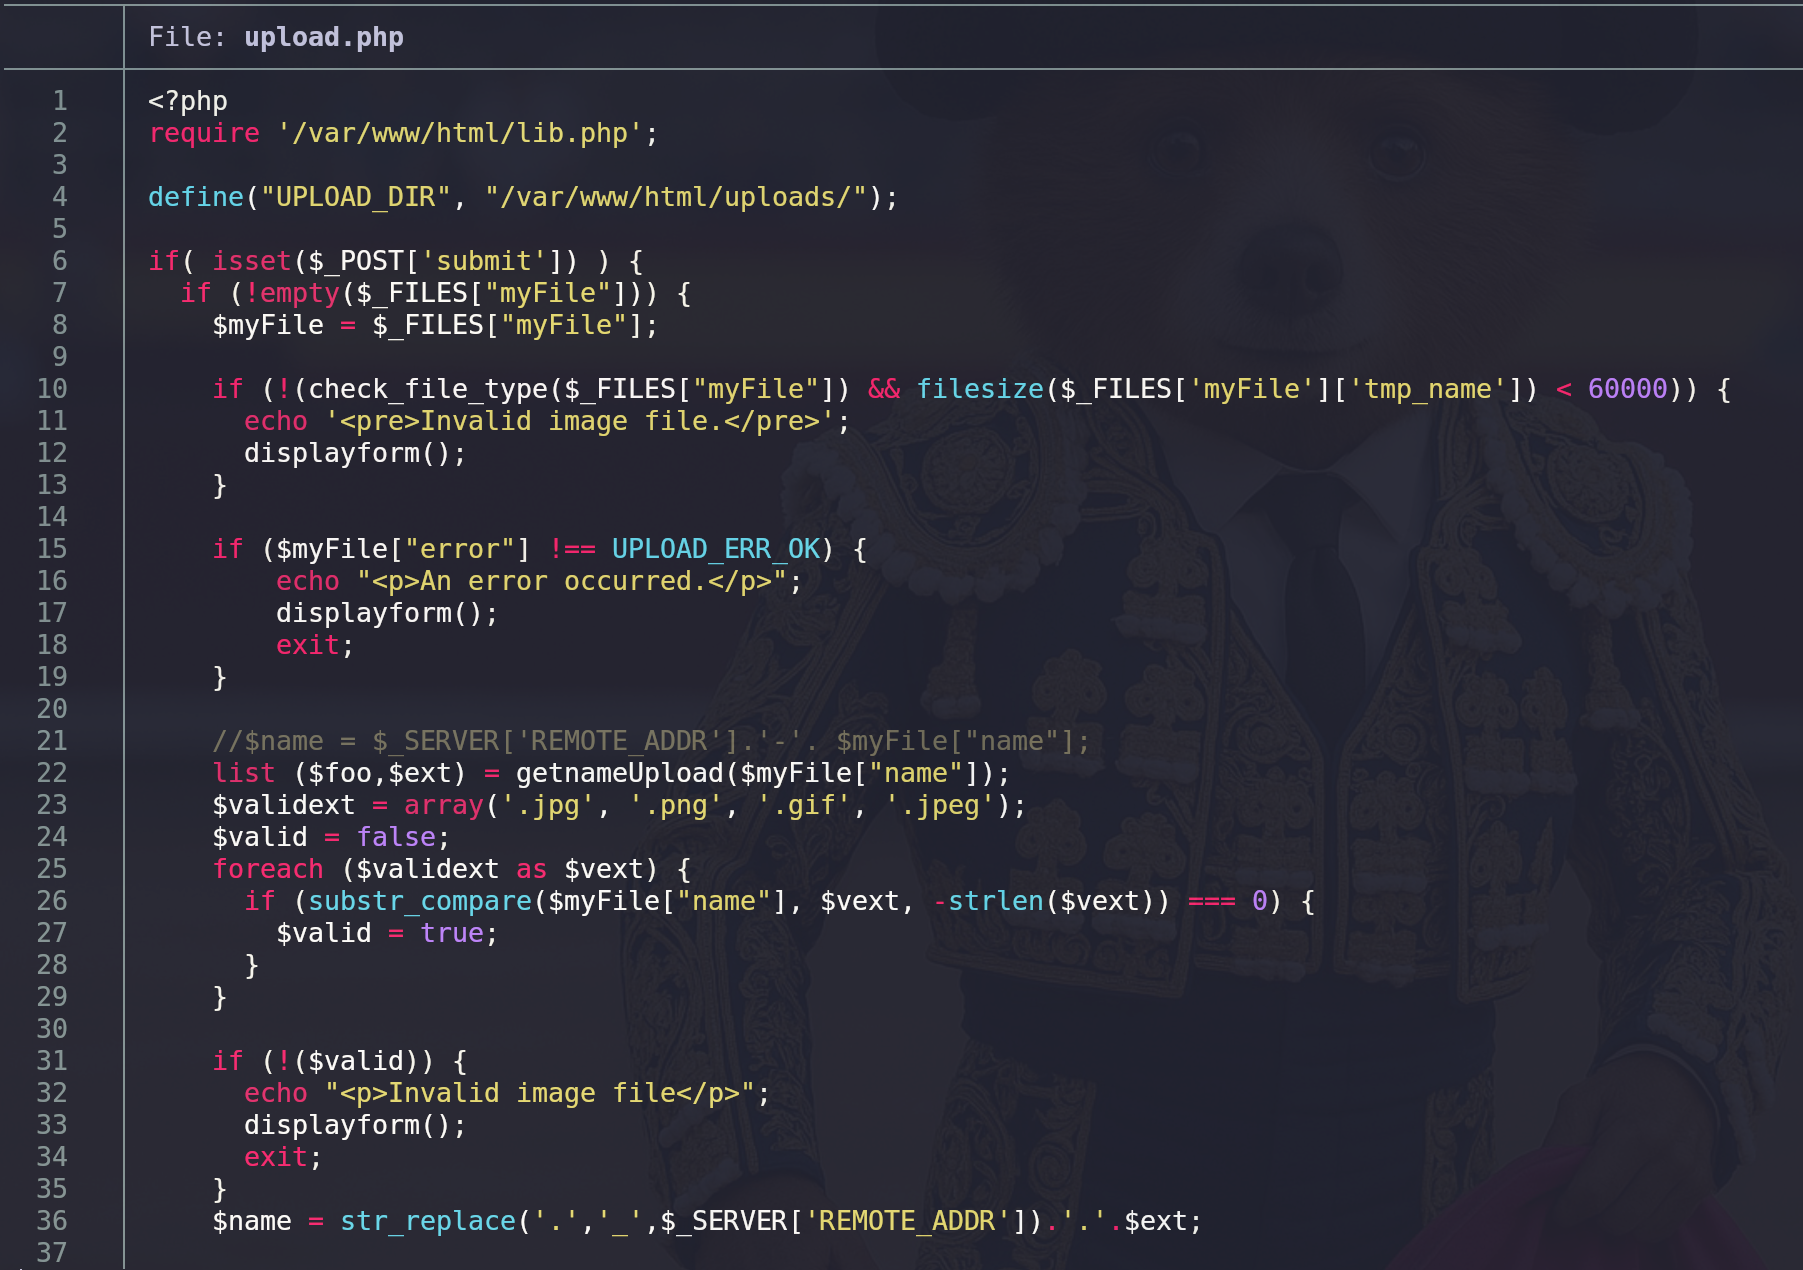 File: upload.php
1 <?php
2 require '/var/www/html/lib.php';
3
4 define("UPLOAD_DIR", "/var/www/html/uploads/");
5
6 if( isset($_POST['submit']) ) {
7   if (!empty($_FILES["myFile"])) {
8     $myFile = $_FILES["myFile"];
9
10     if (!(check_file_type($_FILES["myFile"]) && filesize($_FILES['myFile']['tmp_name']) < 60000)) {
11       echo '<pre>Invalid image file.</pre>';
12       displayform();
13     }
14
15     if ($myFile["error"] !== UPLOAD_ERR_OK) {
16         echo "<p>An error occurred.</p>";
17         displayform();
18         exit;
19     }
20
21     //$name = $_SERVER['REMOTE_ADDR'].'-'. $myFile["name"];
22     list ($foo,$ext) = getnameUpload($myFile["name"]);
23     $validext = array('.jpg', '.png', '.gif', '.jpeg');
24     $valid = false;
25     foreach ($validext as $vext) {
26       if (substr_compare($myFile["name"], $vext, -strlen($vext)) === 0) {
27         $valid = true;
28       }
29     }
30
31     if (!($valid)) {
32       echo "<p>Invalid image file</p>";
33       displayform();
34       exit;
35     }
36     $name = str_replace('.','_',$_SERVER['REMOTE_ADDR']).'.'.$ext;
37